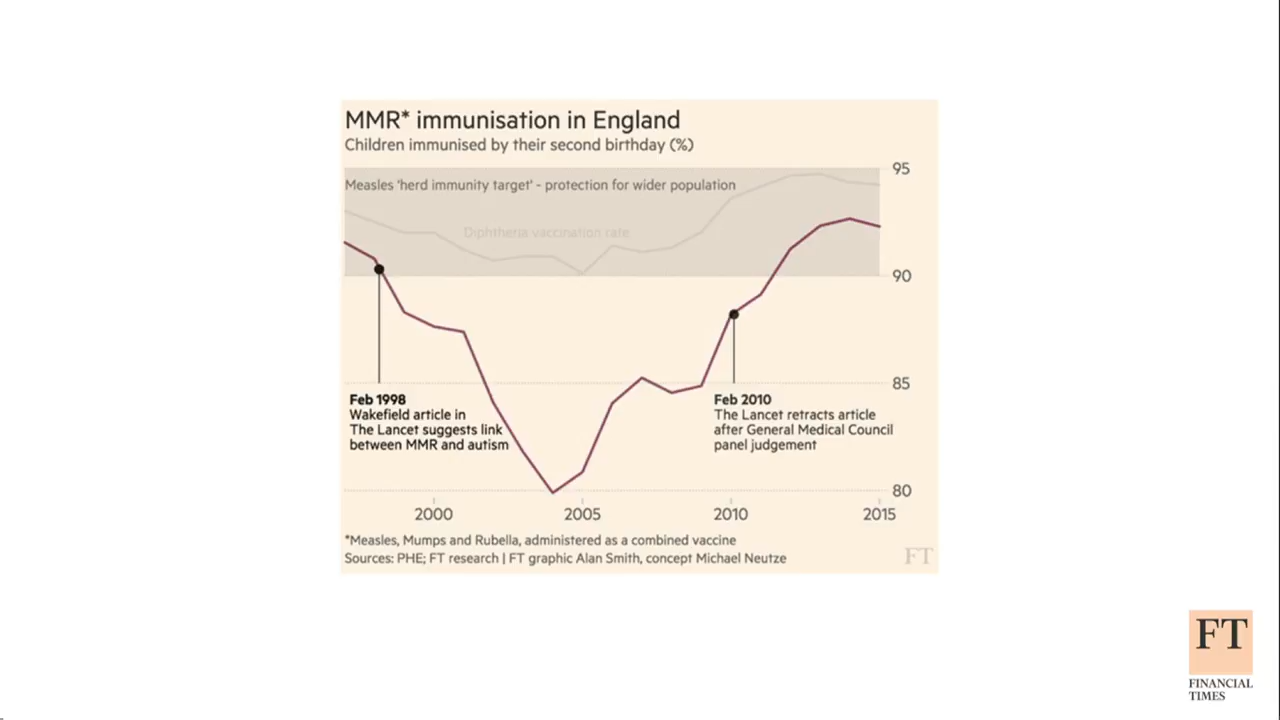 MMR* immunisation in England
Children immunised by their second birthday (%)
95
Measles 'herd immunity target' - protection for wider population
Diphtheria vaccination rate
90
85
Feb 1998
Wakefield article in
The Lancet suggests link
between MMR and autism
Feb 2010
The Lancet retracts article
after General Medical Council
panel judgement
80
2000 2005 2010 2015
*Measles, Mumps and Rubella, administered as a combined vaccine
Sources: PHE; FT research | FT graphic Alan Smith, concept Michael Neutze
FT
FT
FINANCIAL
TIMES